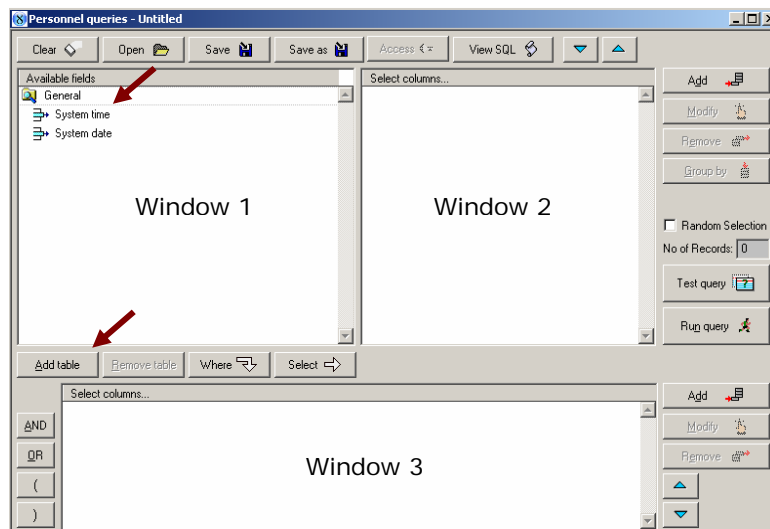 Personnel queries - Untitled
Clear Open Save Save as Access View SQL
Available fields
Select columns...
General
System time
System date
Window 1
Window 2
Add
Modify
Remove
Group by
Random Selection
No of Records: 0
Test query
Run query
Add table Remove table Where Select
Select columns...
AND
OR
(
)
Window 3
Add
Modify
Remove